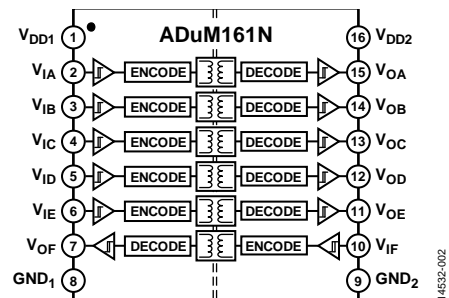 ADuM161N
VDD1 1 16 VDD2
VIA 2 ENCODE DECODE 15 VOA
VIB 3 ENCODE DECODE 14 VOB
VIC 4 ENCODE DECODE 13 VOC
VID 5 ENCODE DECODE 12 VOD
VIE 6 ENCODE DECODE 11 VOE
VOF 7 DECODE ENCODE 10 VIF
GND1 8 9 GND2
14532-002